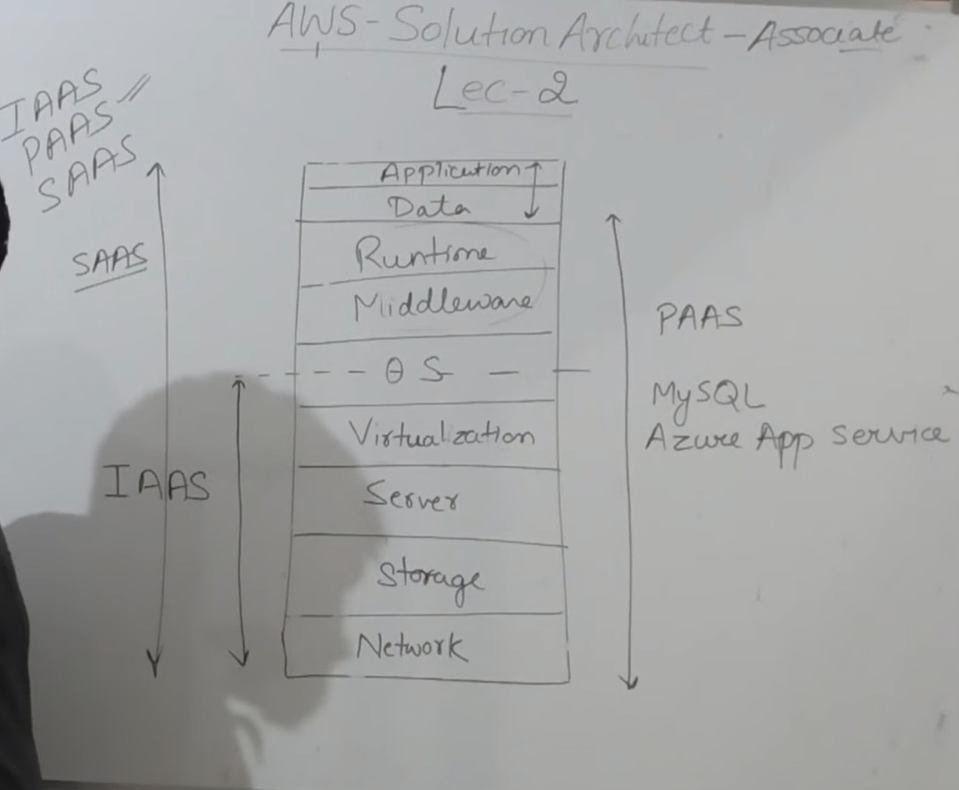 AWS-Solution Architect - Associate
Lec-2
IAAS
PAAS
SAAS
SAAS
IAAS
Application
Data
Runtime
Middleware
OS
Virtualization
Server
Storage
Network
PAAS
MySQL
Azure App Service